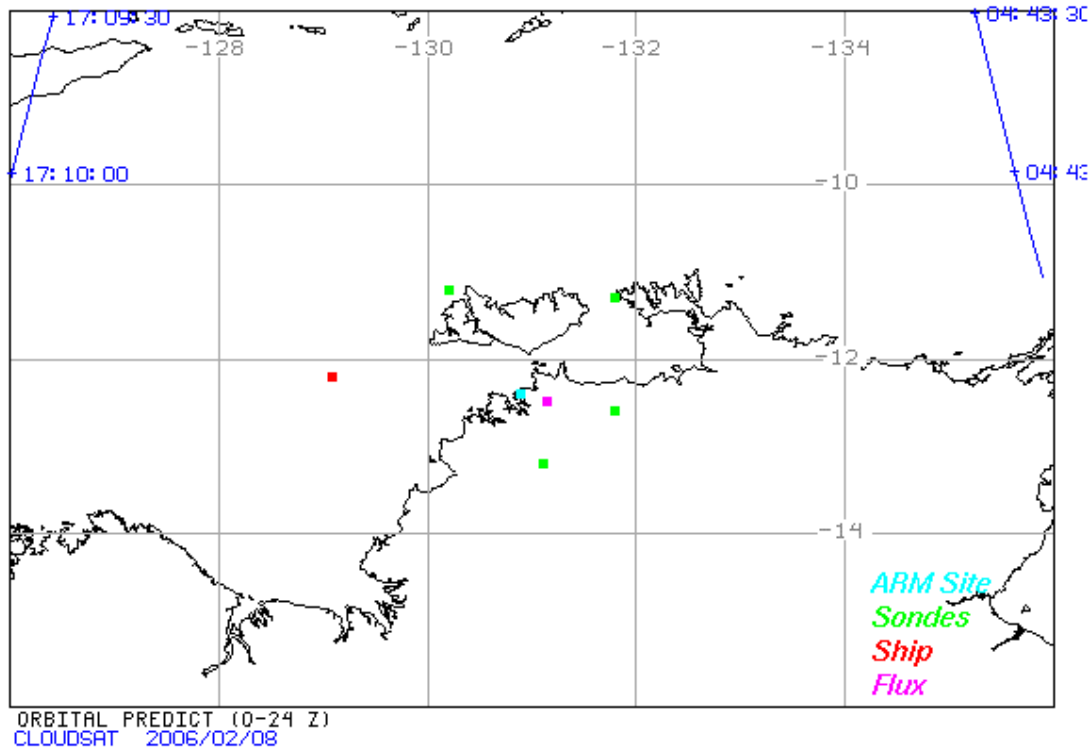 17:09:30
04:43:30
-128
-130
-132
-134
17:10:00
04:43
-10
-12
-14
ARM Site
Sondes
Ship
Flux
ORBITAL PREDICT (0-24 Z)
CLOUDSAT 2006/02/08